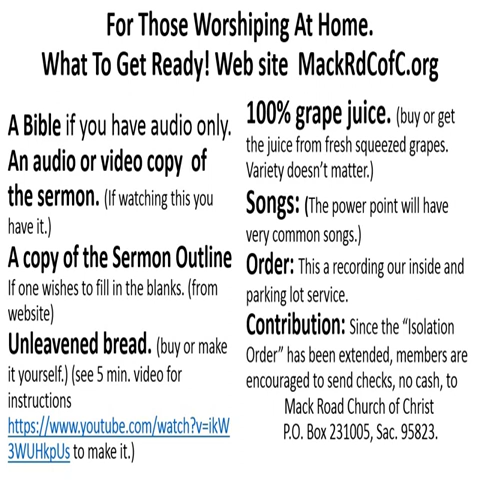 For Those Worshiping At Home.
What To Get Ready! Web site  MackRdCofC.org
A Bible if you have audio only.
An audio or video copy  of
the sermon. (If watching this you
have it.)
A copy of the Sermon Outline
If one wishes to fill in the blanks. (from
website)
Unleavened bread. (buy or make
it yourself.) (see 5 min. video for
instructions
https://www.youtube.com/watch?v=ikW
3WUHkpUs to make it.)
100% grape juice. (buy or get
the juice from fresh squeezed grapes.
Variety doesn’t matter.)
Songs: (The power point will have
very common songs.)
Order: This a recording our inside and
parking lot service.
Contribution: Since the “Isolation
Order” has been extended, members are
encouraged to send checks, no cash, to
Mack Road Church of Christ
P.O. Box 231005, Sac. 95823.